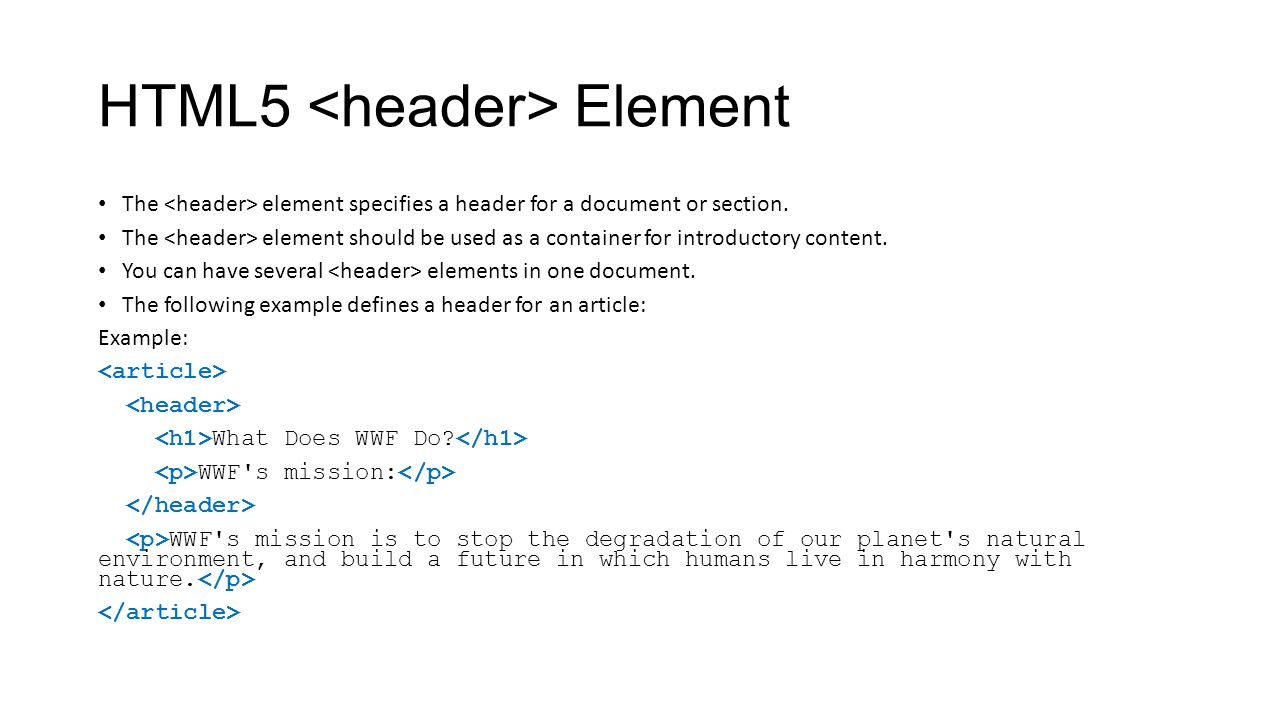 HTML5 <header> Element
• The <header> element specifies a header for a document or section.
• The <header> element should be used as a container for introductory content.
• You can have several <header> elements in one document.
• The following example defines a header for an article:
Example:
<article>
  <header>
    <h1>What Does WWF Do?</h1>
    <p>WWF's mission:</p>
  </header>
  <p>WWF's mission is to stop the degradation of our planet's natural
environment, and build a future in which humans live in harmony with
nature.</p>
</article>